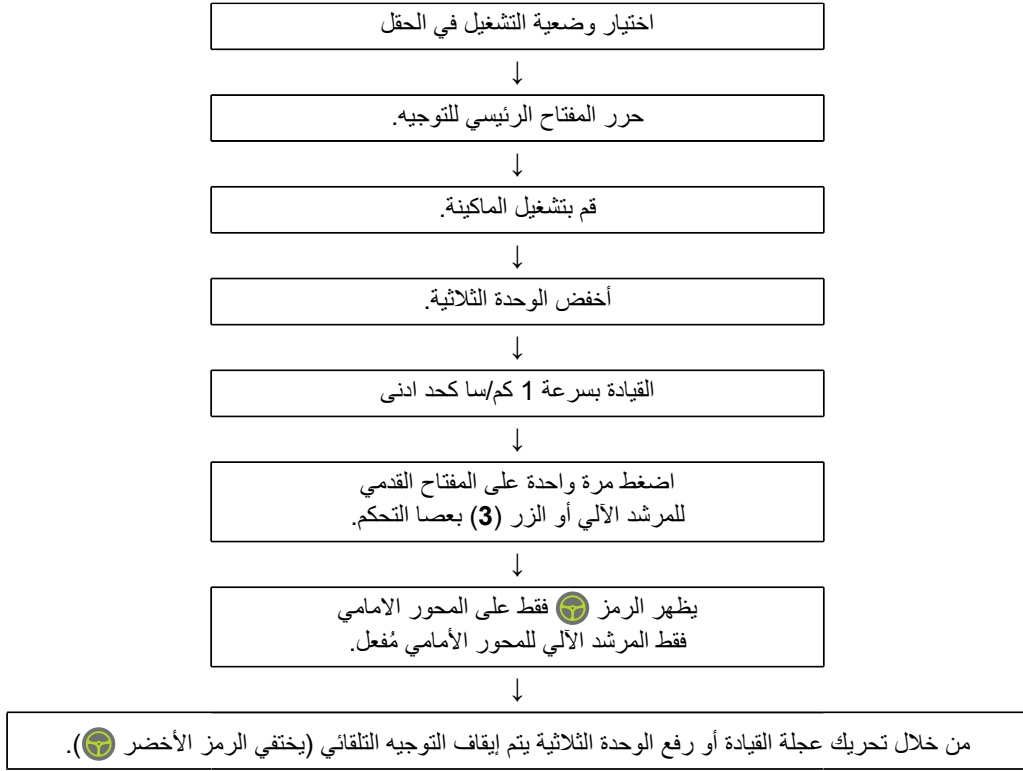 اختيار وضعية التشغيل في الحقل
↓
حرر المفتاح الرئيسي للتوجيه.
↓
قم بتشغيل الماكينة.
↓
أخفض الوحدة الثلاثية.
↓
القيادة بسرعة 1 كم/سا كحد ادنى
↓
اضغط مرة واحدة على المفتاح القدمي
للمرشد الآلي أو الزر (3) بعصا التحكم.
↓
يظهر الرمز فقط على المحور الامامي
فقط المرشد الآلي للمحور الأمامي مُفعل.
↓
من خلال تحريك عجلة القيادة أو رفع الوحدة الثلاثية يتم إيقاف التوجيه التلقائي (يختفي الرمز الأخضر ).